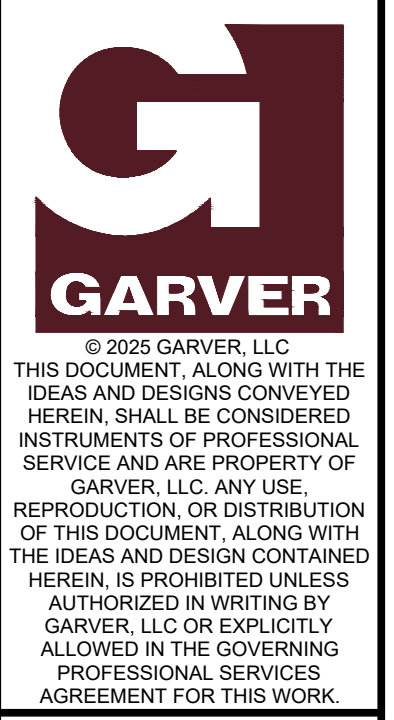 GARVER
© 2025 GARVER, LLC
THIS DOCUMENT, ALONG WITH THE
IDEAS AND DESIGNS CONVEYED
HEREIN, SHALL BE CONSIDERED
INSTRUMENTS OF PROFESSIONAL
SERVICE AND ARE PROPERTY OF
GARVER, LLC. ANY USE,
REPRODUCTION, OR DISTRIBUTION
OF THIS DOCUMENT, ALONG WITH
THE IDEAS AND DESIGN CONTAINED
HEREIN, IS PROHIBITED UNLESS
AUTHORIZED IN WRITING BY
GARVER, LLC OR EXPLICITLY
ALLOWED IN THE GOVERNING
PROFESSIONAL SERVICES
AGREEMENT FOR THIS WORK.